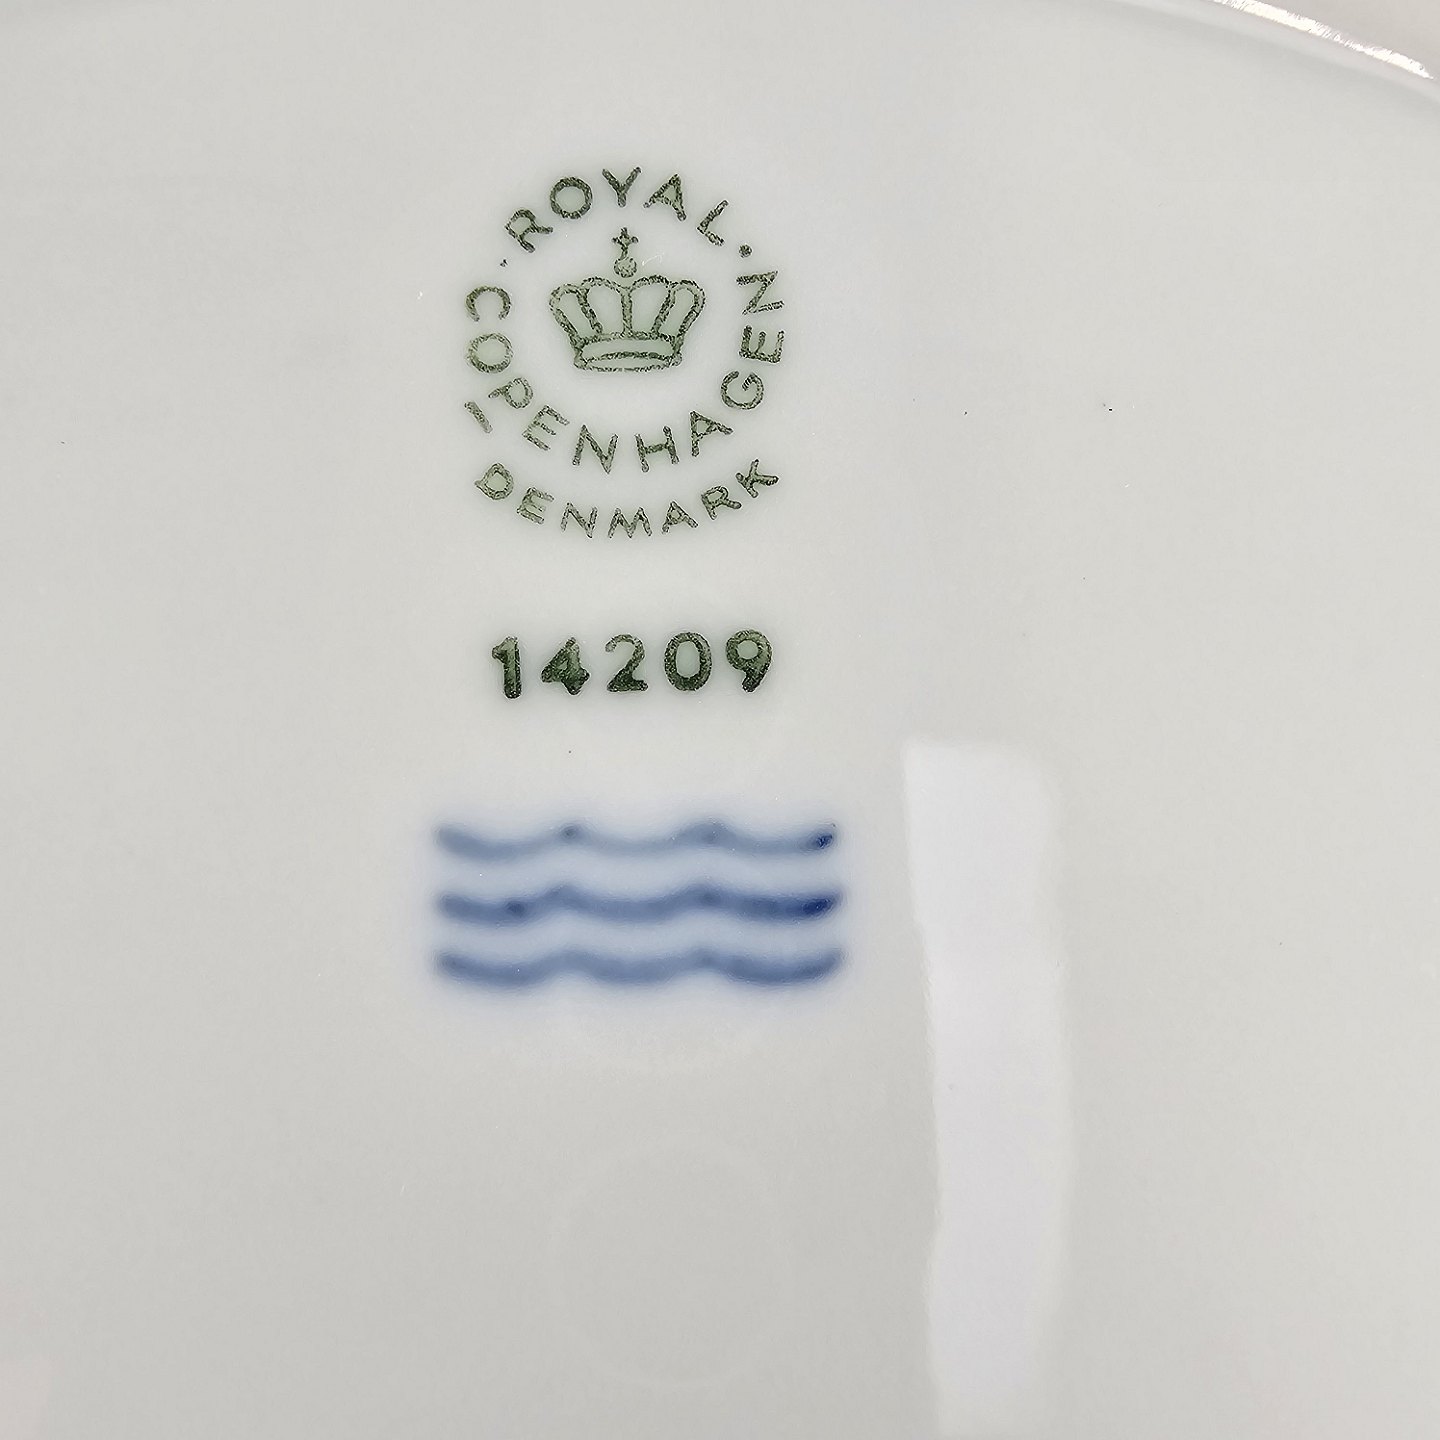 ROYAL.
COPENHAGEN
DENMARK
14209